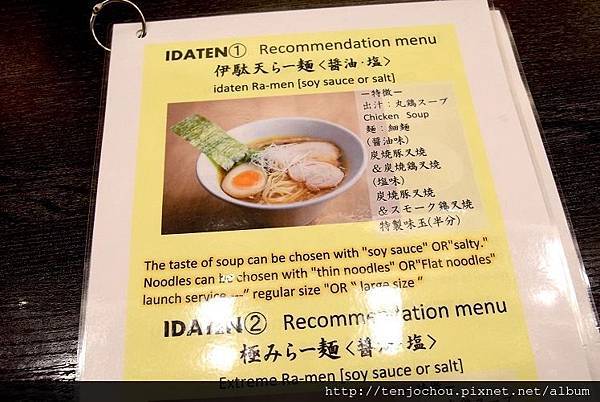 IDATEN① Recommendation menu
伊駄天らー麺〈醤油・塩〉
idaten Ra-men [soy sauce or salt]
－特徴－
出汁：丸鶏スープ
Chicken Soup
麺：細麺
(醤油味)
炭焼豚叉焼
＆炭焼鶏叉焼
(塩味)
炭焼豚叉焼
＆スモーク鶏叉焼
特製味玉(半分)
The taste of soup can be chosen with "soy sauce" OR"salty."
Noodles can be chosen with "thin noodles" OR"Flat noodles"
launch service ―" regular size "OR " large size "
IDATEN② Recommendation menu
極みらー麺〈醤油・塩〉
Extreme Ra-men [soy sauce or salt]
http://tenjochou.pixnet.net/album